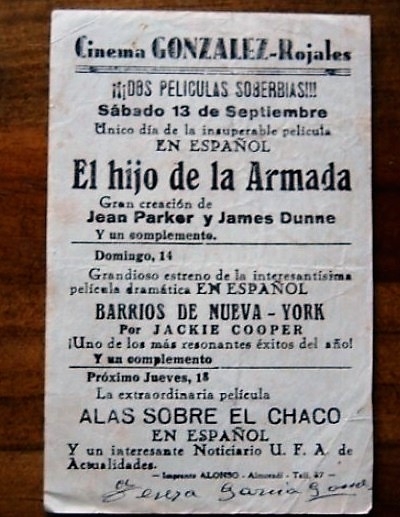 Cinema GONZALEZ-Rojales
¡¡¡DOS PELICULAS SOBERBIAS!!!
Sábado 13 de Septiembre
Unico día de la insuperable película
EN ESPAÑOL
El hijo de la Armada
Gran creación de
Jean Parker y James Dunne
Y un complemento.
Domingo, 14
Grandioso estreno de la interesantísima
película dramática EN ESPAÑOL
BARRIOS DE NUEVA - YORK
Por JACKIE COOPER
¡Uno de los más resonantes éxitos del año!
Y un complemento
Próximo Jueves, 18
La extraordinaria película
ALAS SOBRE EL CHACO
EN ESPAÑOL
Y un interesante Noticiario U. F. A. de
Actualidades.
— Imprenta ALONSO - Almoradí - Tell. 27 —
Teresa García